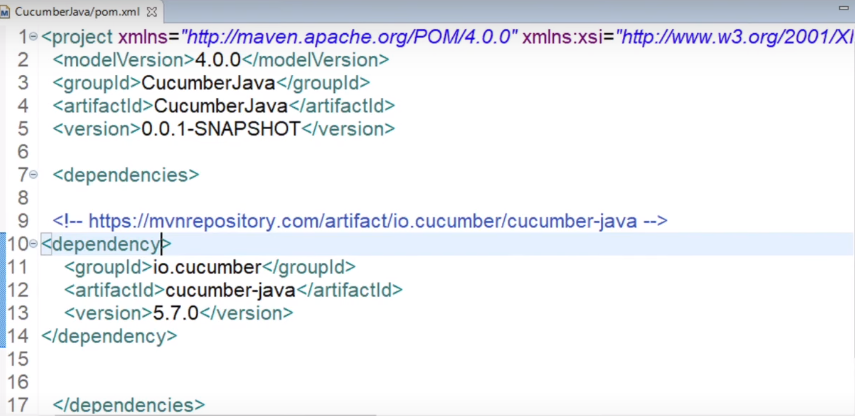 CucumberJava/pom.xml
1 <project xmlns="http://maven.apache.org/POM/4.0.0" xmlns:xsi="http://www.w3.org/2001/XI
2 <modelVersion>4.0.0</modelVersion>
3 <groupId>CucumberJava</groupId>
4 <artifactId>CucumberJava</artifactId>
5 <version>0.0.1-SNAPSHOT</version>
6
7 <dependencies>
8
9 <!-- https://mvnrepository.com/artifact/io.cucumber/cucumber-java -->
10 <dependency>
11 <groupId>io.cucumber</groupId>
12 <artifactId>cucumber-java</artifactId>
13 <version>5.7.0</version>
14 </dependency>
15
16
17 </dependencies>